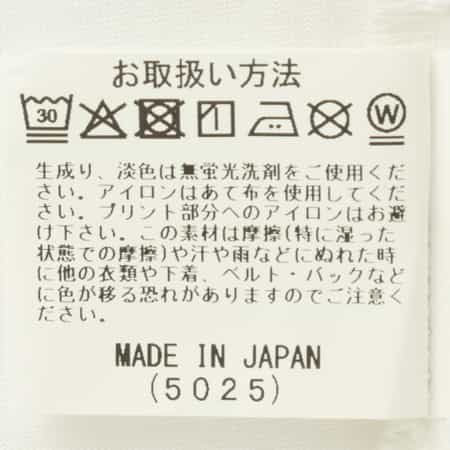 お取扱い方法
30 W
生成り、淡色は無蛍光洗剤をご使用くだ
さい。アイロンはあて布を使用してくだ
さい。プリント部分へのアイロンはお避
け下さい。この素材は摩擦(特に湿った
状態での摩擦)や汗や雨などにぬれた時
に他の衣類や下着、ベルト・バックなど
に色が移る恐れがありますのでご注意く
ださい。
MADE IN JAPAN
(5025)